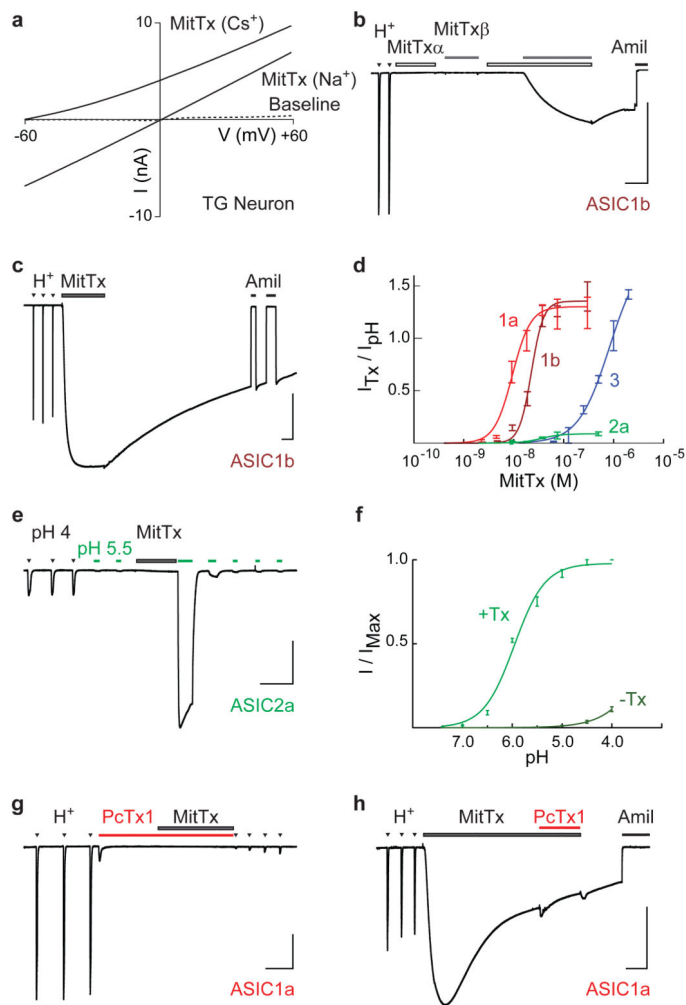 a
10
MitTx (Cs⁺)
MitTx (Na⁺)
Baseline
-60
V (mV)
+60
I (nA)
-10
TG Neuron
b
MitTxβ
H⁺
MitTxα
Amil
ASIC1b
c
H⁺
MitTx
Amil
ASIC1b
d
1.5
1.0
0.5
I_Tx / I_pH
1a
1b
3
2a
10⁻¹⁰
10⁻⁹
10⁻⁸
10⁻⁷
10⁻⁶
10⁻⁵
MitTx (M)
e
pH 4
pH 5.5
MitTx
ASIC2a
f
1.0
0.5
I / I_Max
+Tx
-Tx
7.0
6.0
5.0
4.0
pH
g
H⁺
PcTx1
MitTx
ASIC1a
h
H⁺
MitTx
PcTx1
Amil
ASIC1a